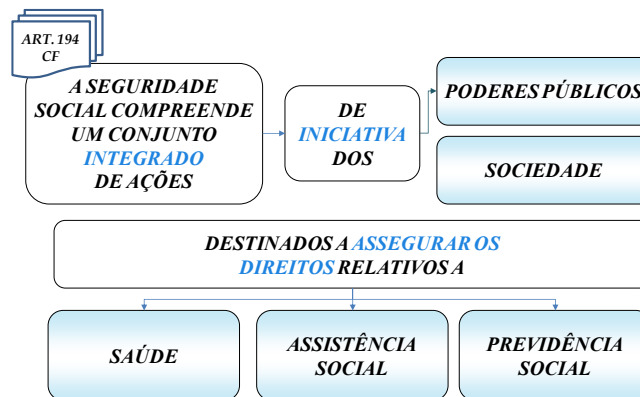 ART. 194
CF
A SEGURIDADE
SOCIAL COMPREENDE
UM CONJUNTO
INTEGRADO
DE AÇÕES
DE
INICIATIVA
DOS
PODERES PÚBLICOS
SOCIEDADE
DESTINADOS A ASSEGURAR OS
DIREITOS RELATIVOS A
SAÚDE
ASSISTÊNCIA
SOCIAL
PREVIDÊNCIA
SOCIAL